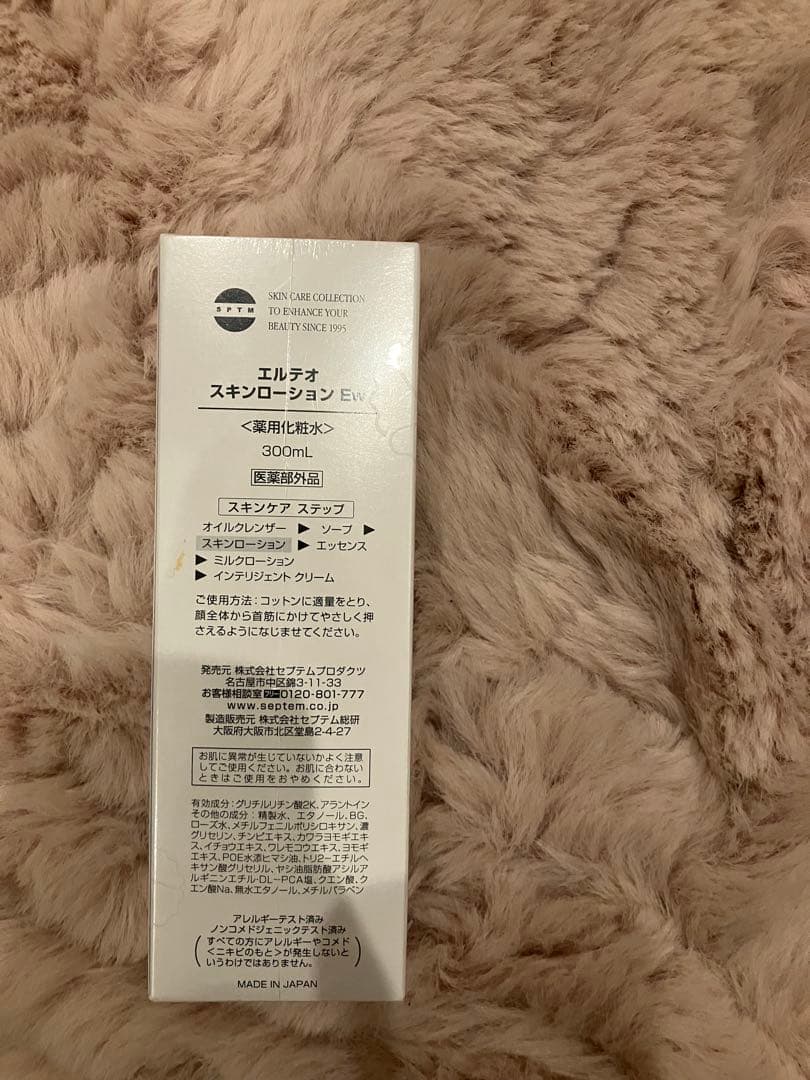 SPTM
SKIN CARE COLLECTION
TO ENHANCE YOUR
BEAUTY SINCE 1995
エルテオ
スキンローション Ew
<薬用化粧水>
300mL
医薬部外品
スキンケア ステップ
オイルクレンザー ▶ ソープ ▶
スキンローション ▶ エッセンス
▶ ミルクローション
▶ インテリジェント クリーム
ご使用方法:コットンに適量をとり、
顔全体から首筋にかけてやさしく押
さえるようになじませてください。
発売元 株式会社セプテムプロダクツ
名古屋市中区錦3-11-33
お客様相談室 フリー0120-801-777
www.septem.co.jp
製造販売元 株式会社セプテム総研
大阪府大阪市北区堂島2-4-27
お肌に異常が生じていないかよく注意
してご使用ください。お肌に合わない
ときはご使用をおやめください。
有効成分:グリチルリチン酸2K、アラントイン
その他の成分:精製水、エタノール、BG、
ローズ水、メチルフェニルポリシロキサン、濃
グリセリン、チンピエキス、カワラヨモギエキ
ス、イチョウエキス、ワレモコウエキス、ヨモギ
エキス、POE水添ヒマシ油、トリ2-エチルヘ
キサン酸グリセリル、ヤシ油脂肪酸アシルア
ルギニンエチル・DL-PCA塩、クエン酸、ク
エン酸Na、無水エタノール、メチルパラベン
アレルギーテスト済み
ノンコメドジェニックテスト済み
(すべての方にアレルギーやコメド
<ニキビのもと>が発生しないと
いうわけではありません。)
MADE IN JAPAN